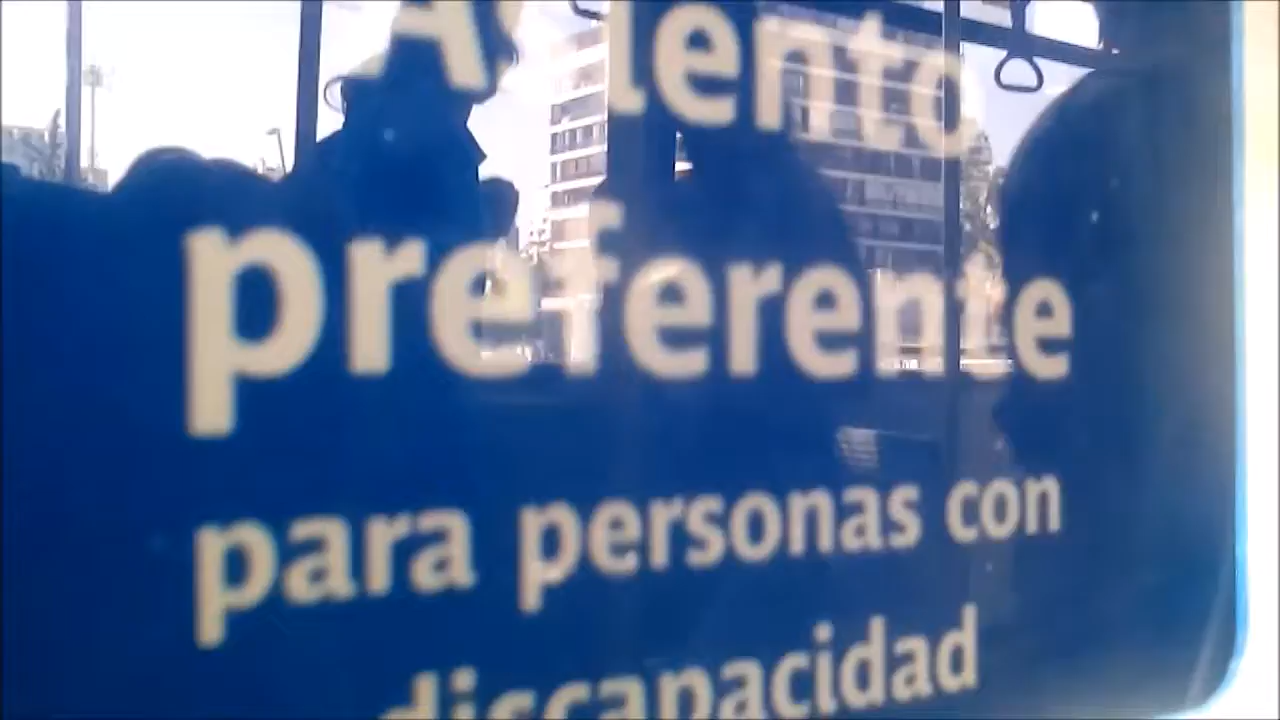 Asiento
preferente
para personas con
discapacidad